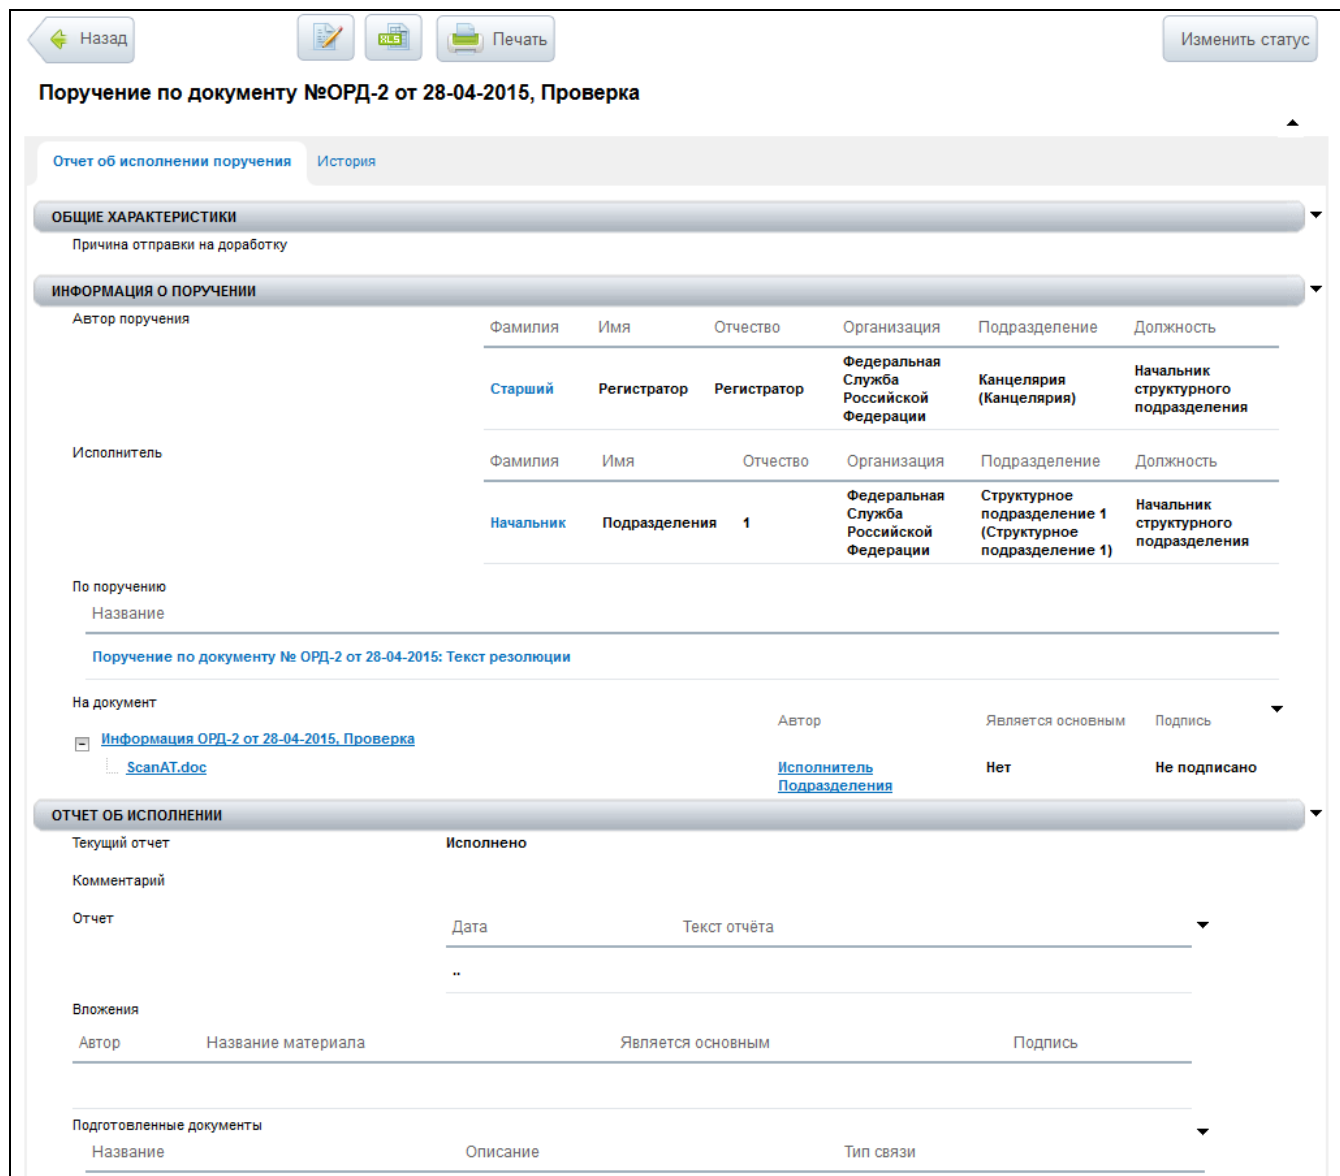 Назад
XLS
Печать
Изменить статус
Поручение по документу №ОРД-2 от 28-04-2015, Проверка
Отчет об исполнении поручения История
ОБЩИЕ ХАРАКТЕРИСТИКИ
Причина отправки на доработку
ИНФОРМАЦИЯ О ПОРУЧЕНИИ
Автор поручения
Фамилия Имя Отчество Организация Подразделение Должность
Старший Регистратор Регистратор
Федеральная
Служба
Российской
Федерации
Канцелярия
(Канцелярия)
Начальник
структурного
подразделения
Исполнитель
Фамилия Имя Отчество Организация Подразделение Должность
Начальник Подразделения 1
Федеральная
Служба
Российской
Федерации
Структурное
подразделение 1
(Структурное
подразделение 1)
Начальник
структурного
подразделения
По поручению
Название
Поручение по документу № ОРД-2 от 28-04-2015: Текст резолюции
На документ
Автор Является основным Подпись
Информация ОРД-2 от 28-04-2015, Проверка
ScanAT.doc
Исполнитель
Подразделения
Нет Не подписано
ОТЧЕТ ОБ ИСПОЛНЕНИИ
Текущий отчет Исполнено
Комментарий
Отчет
Дата Текст отчёта
..
Вложения
Автор Название материала Является основным Подпись
Подготовленные документы
Название Описание Тип связи